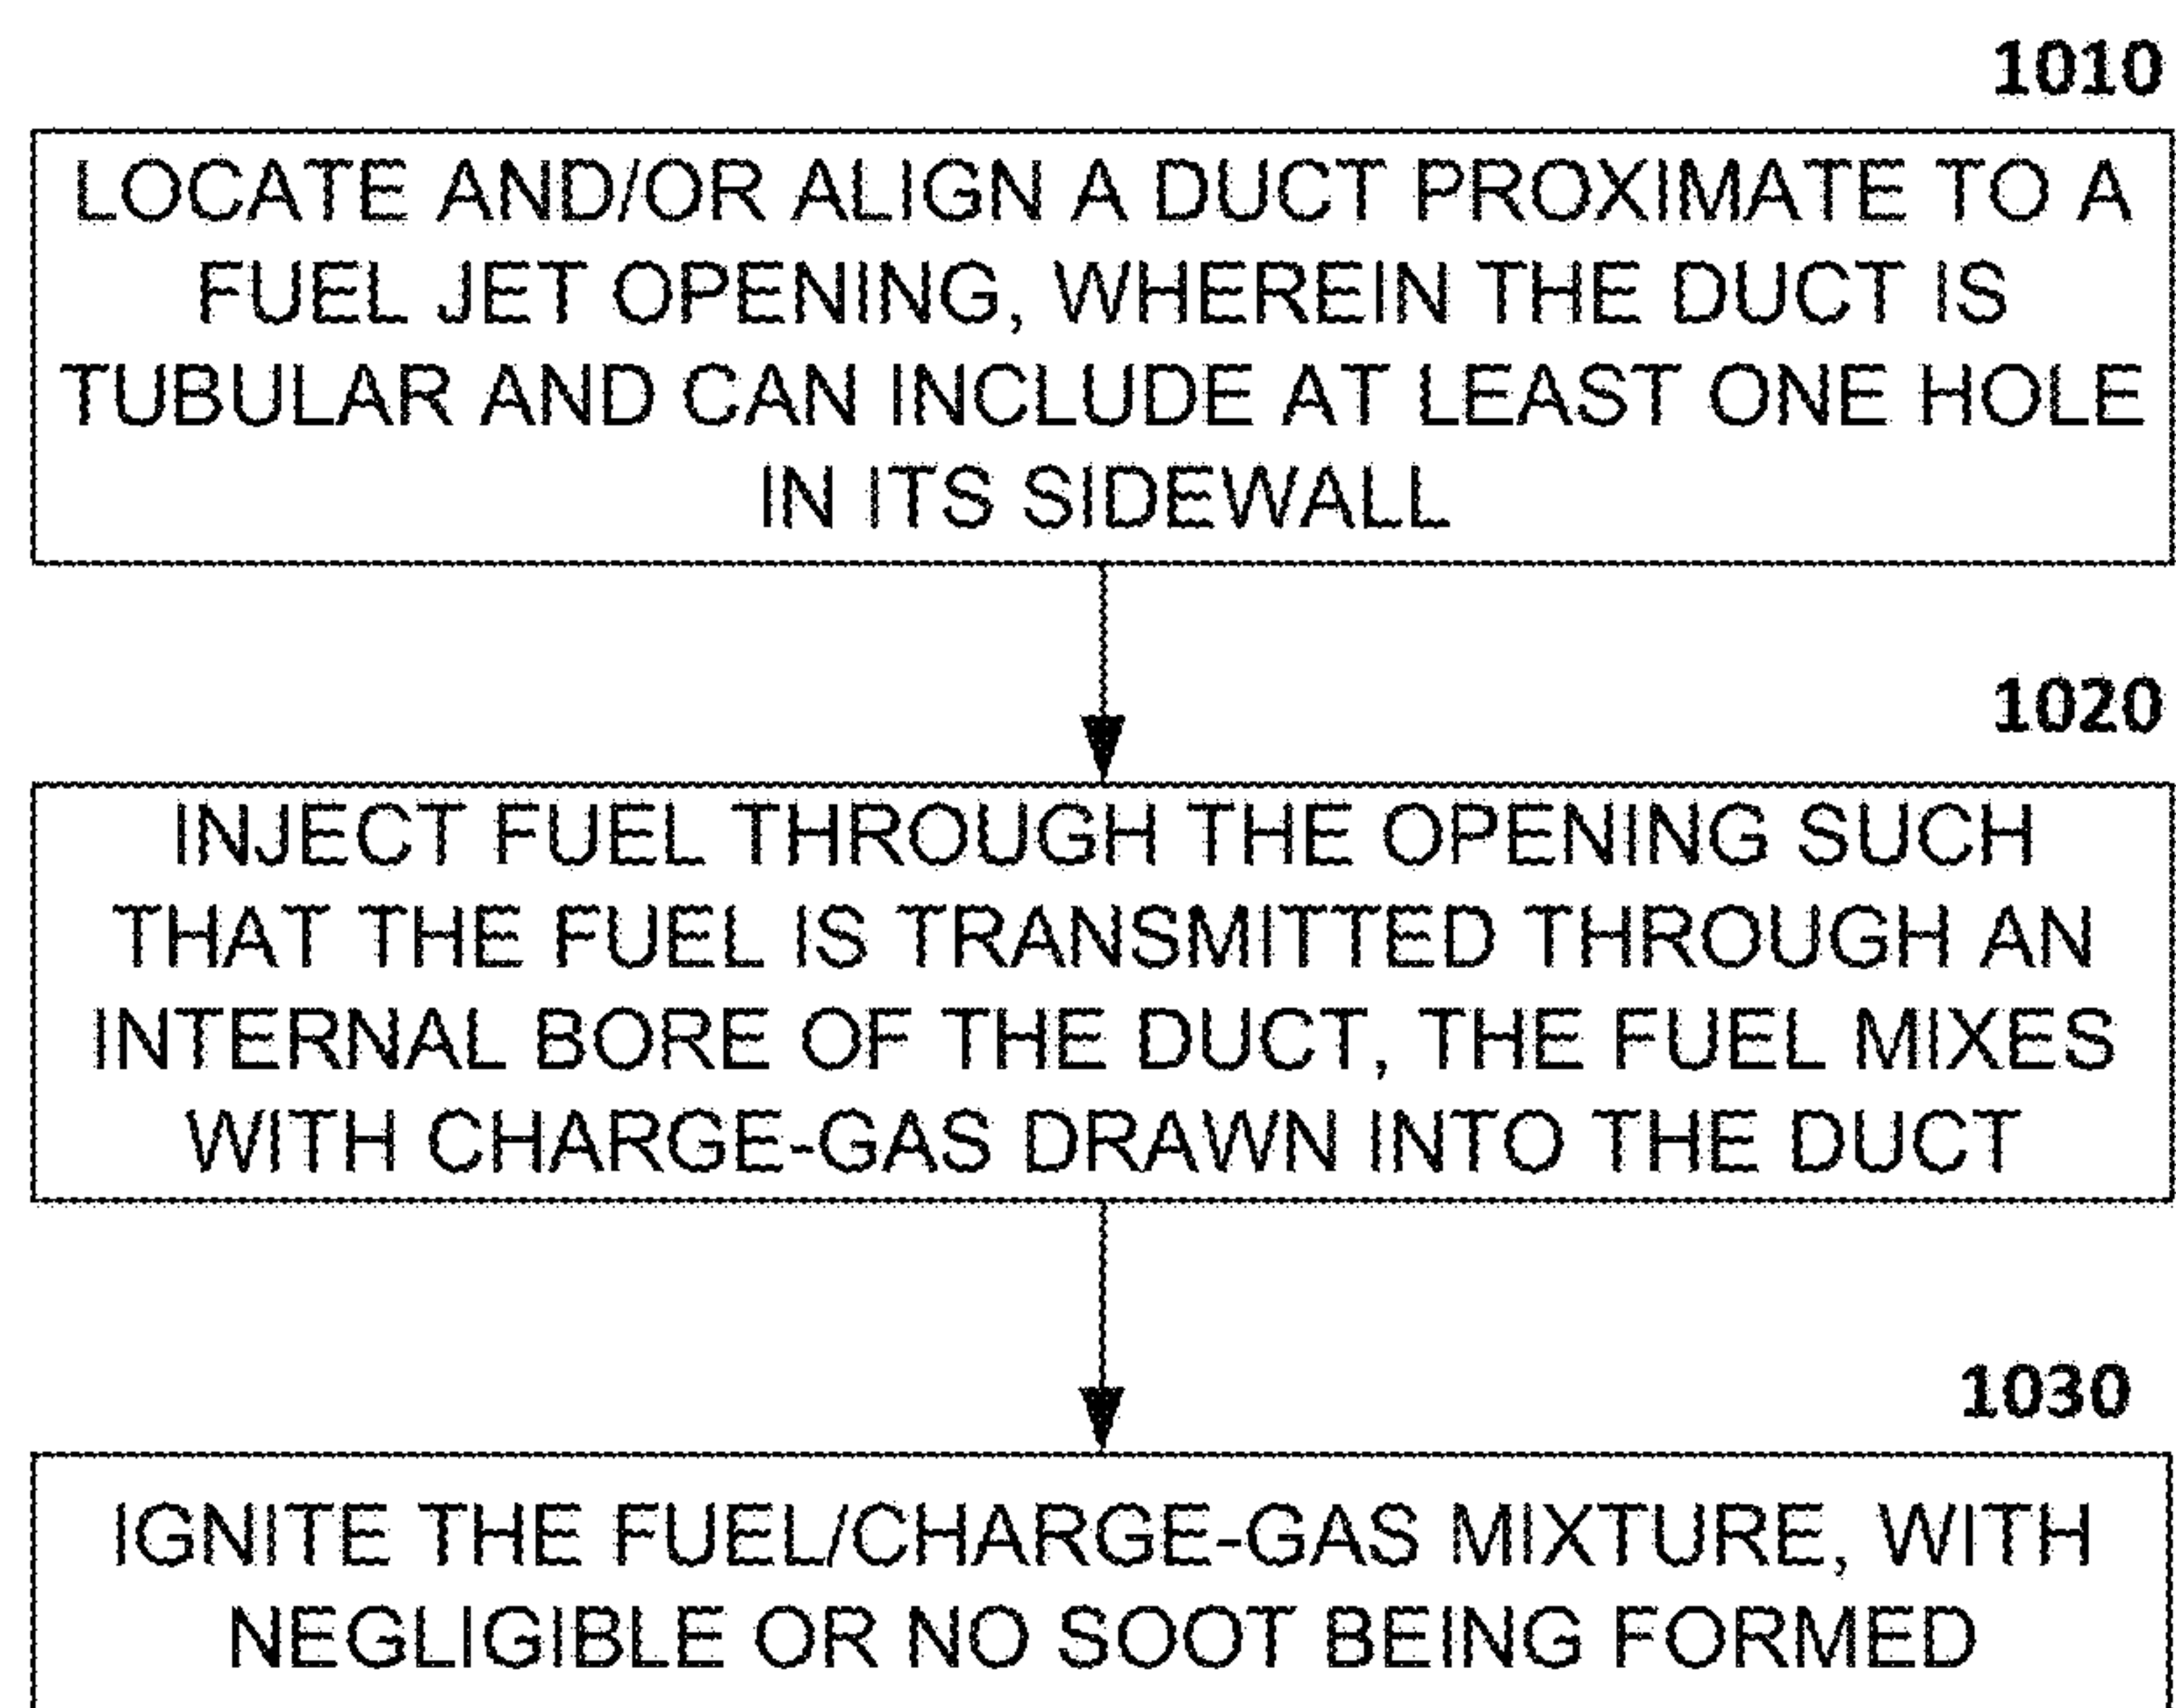 1010
LOCATE AND/OR ALIGN A DUCT PROXIMATE TO A
FUEL JET OPENING, WHEREIN THE DUCT IS
TUBULAR AND CAN INCLUDE AT LEAST ONE HOLE
IN ITS SIDEWALL
1020
INJECT FUEL THROUGH THE OPENING SUCH
THAT THE FUEL IS TRANSMITTED THROUGH AN
INTERNAL BORE OF THE DUCT, THE FUEL MIXES
WITH CHARGE-GAS DRAWN INTO THE DUCT
1030
IGNITE THE FUEL/CHARGE-GAS MIXTURE, WITH
NEGLIGIBLE OR NO SOOT BEING FORMED